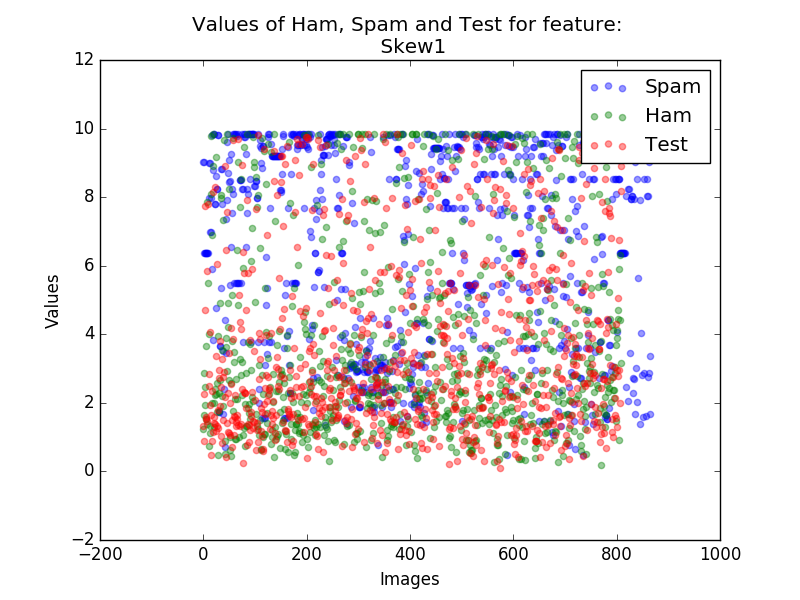 Values of Ham, Spam and Test for feature:
Skew1
12
10
8
6
4
2
0
−2
Values
Spam
Ham
Test
−200
0
200
400
600
800
1000
Images